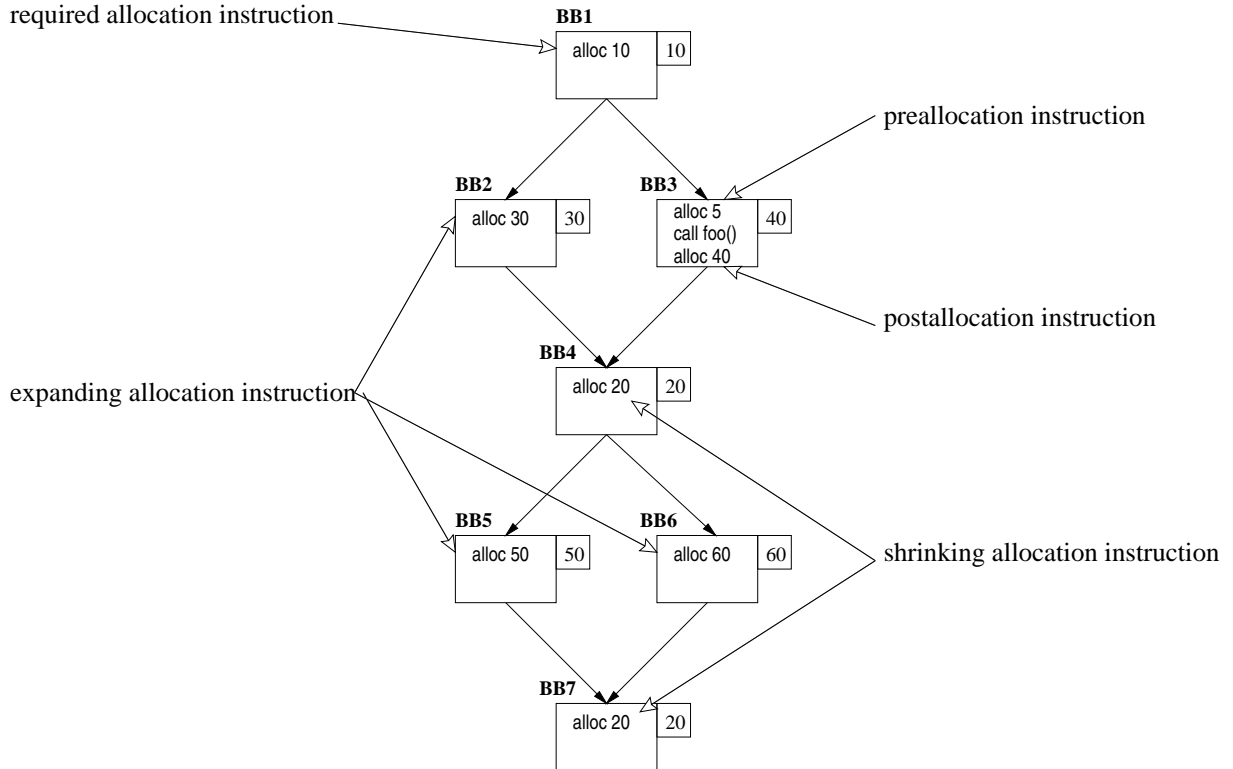 required allocation instruction
BB1
alloc 10
10
preallocation instruction
BB2
alloc 30
30
BB3
alloc 5
call foo()
alloc 40
40
postallocation instruction
BB4
alloc 20
20
expanding allocation instruction
BB5
alloc 50
50
BB6
alloc 60
60
shrinking allocation instruction
BB7
alloc 20
20